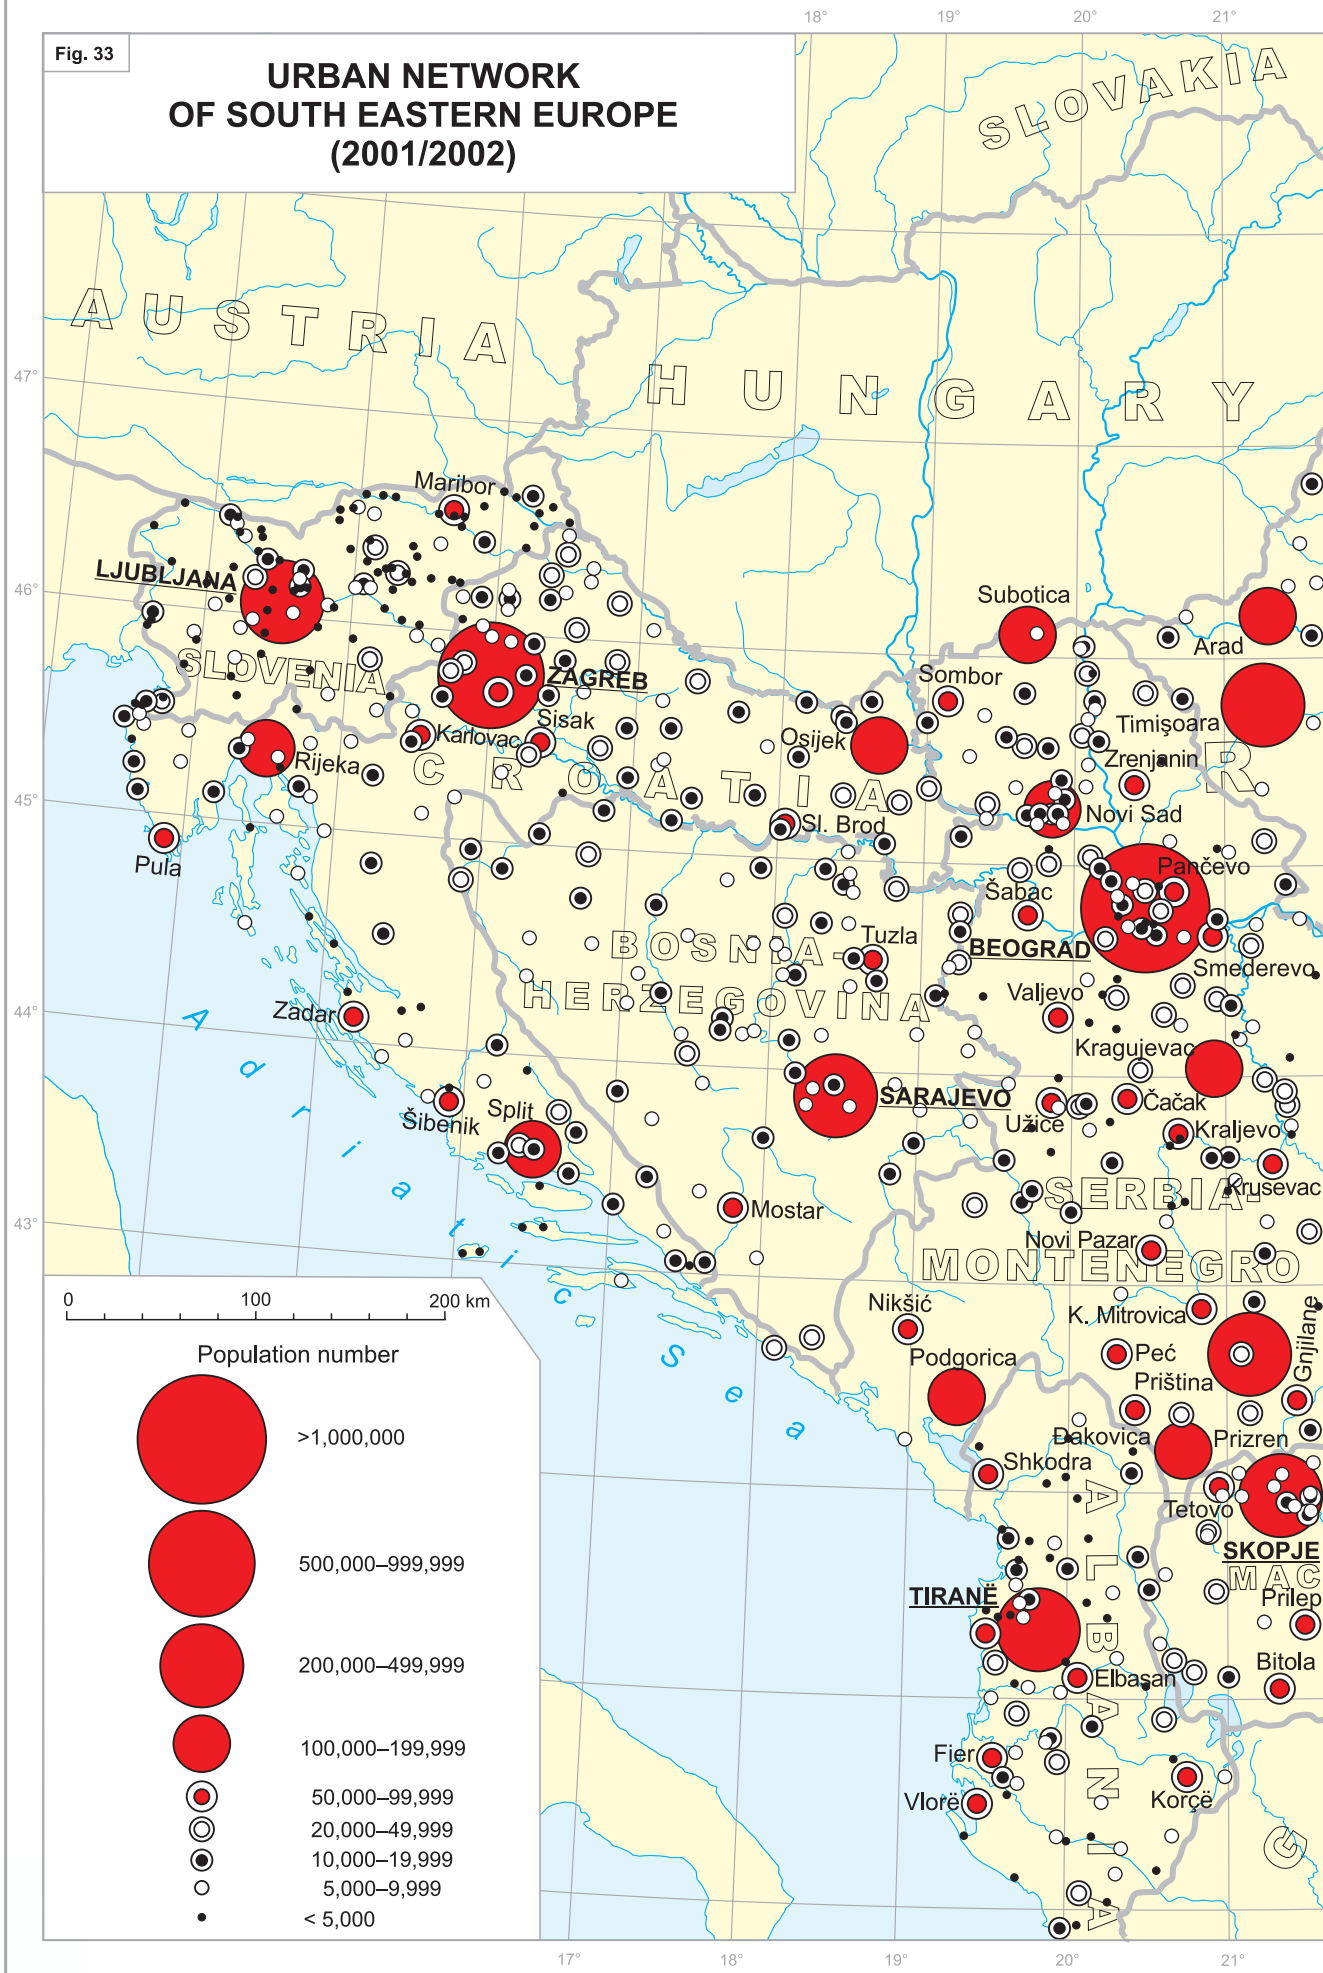 18° 19° 20° 21°
Fig. 33
URBAN NETWORK
OF SOUTH EASTERN EUROPE
(2001/2002)
SLOVAKIA
AUSTRIA
47°
HUNGARY
Maribor
LJUBLJANA
46°
Subotica
Arad
SLOVENIA
ZAGREB
Sombor
Timişoara
Karlovac
Sisak
Osijek
Zrenjanin
R
Rijeka
CROATIA
45°
Novi Sad
Sl. Brod
Pula
Pančevo
Šabac
Tuzla
BOSNIA-
BEOGRAD
Smederevo
HERZEGOVINA
Valjevo
44°
Zadar
Kragujevac
SARAJEVO
Čačak
Šibenik
Split
Užice
Kraljevo
Krusevac
SERBIA-
Mostar
43°
Novi Pazar
MONTENEGRO
Adriatic Sea
0 100 200 km
Nikšić
K. Mitrovica
Gnjilane
Population number
Podgorica
Peć
Priština
>1,000,000
Đakovica
Prizren
Shkodra
Tetovo
500,000–999,999
SKOPJE
MAC
TIRANË
Prilep
200,000–499,999
Elbasan
Bitola
ALBANIA
100,000–199,999
Fier
50,000–99,999
Vlorë
Korçë
20,000–49,999
G
10,000–19,999
5,000–9,999
< 5,000
17° 18° 19° 20° 21°